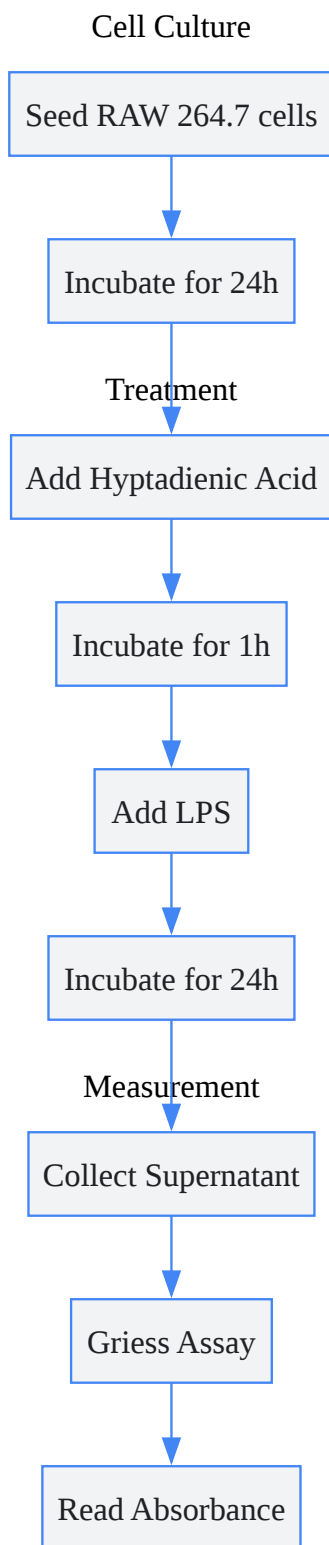 Cell Culture
Seed RAW 264.7 cells
Incubate for 24h
Treatment
Add Hyptadienic Acid
Incubate for 1h
Add LPS
Incubate for 24h
Measurement
Collect Supernatant
Griess Assay
Read Absorbance